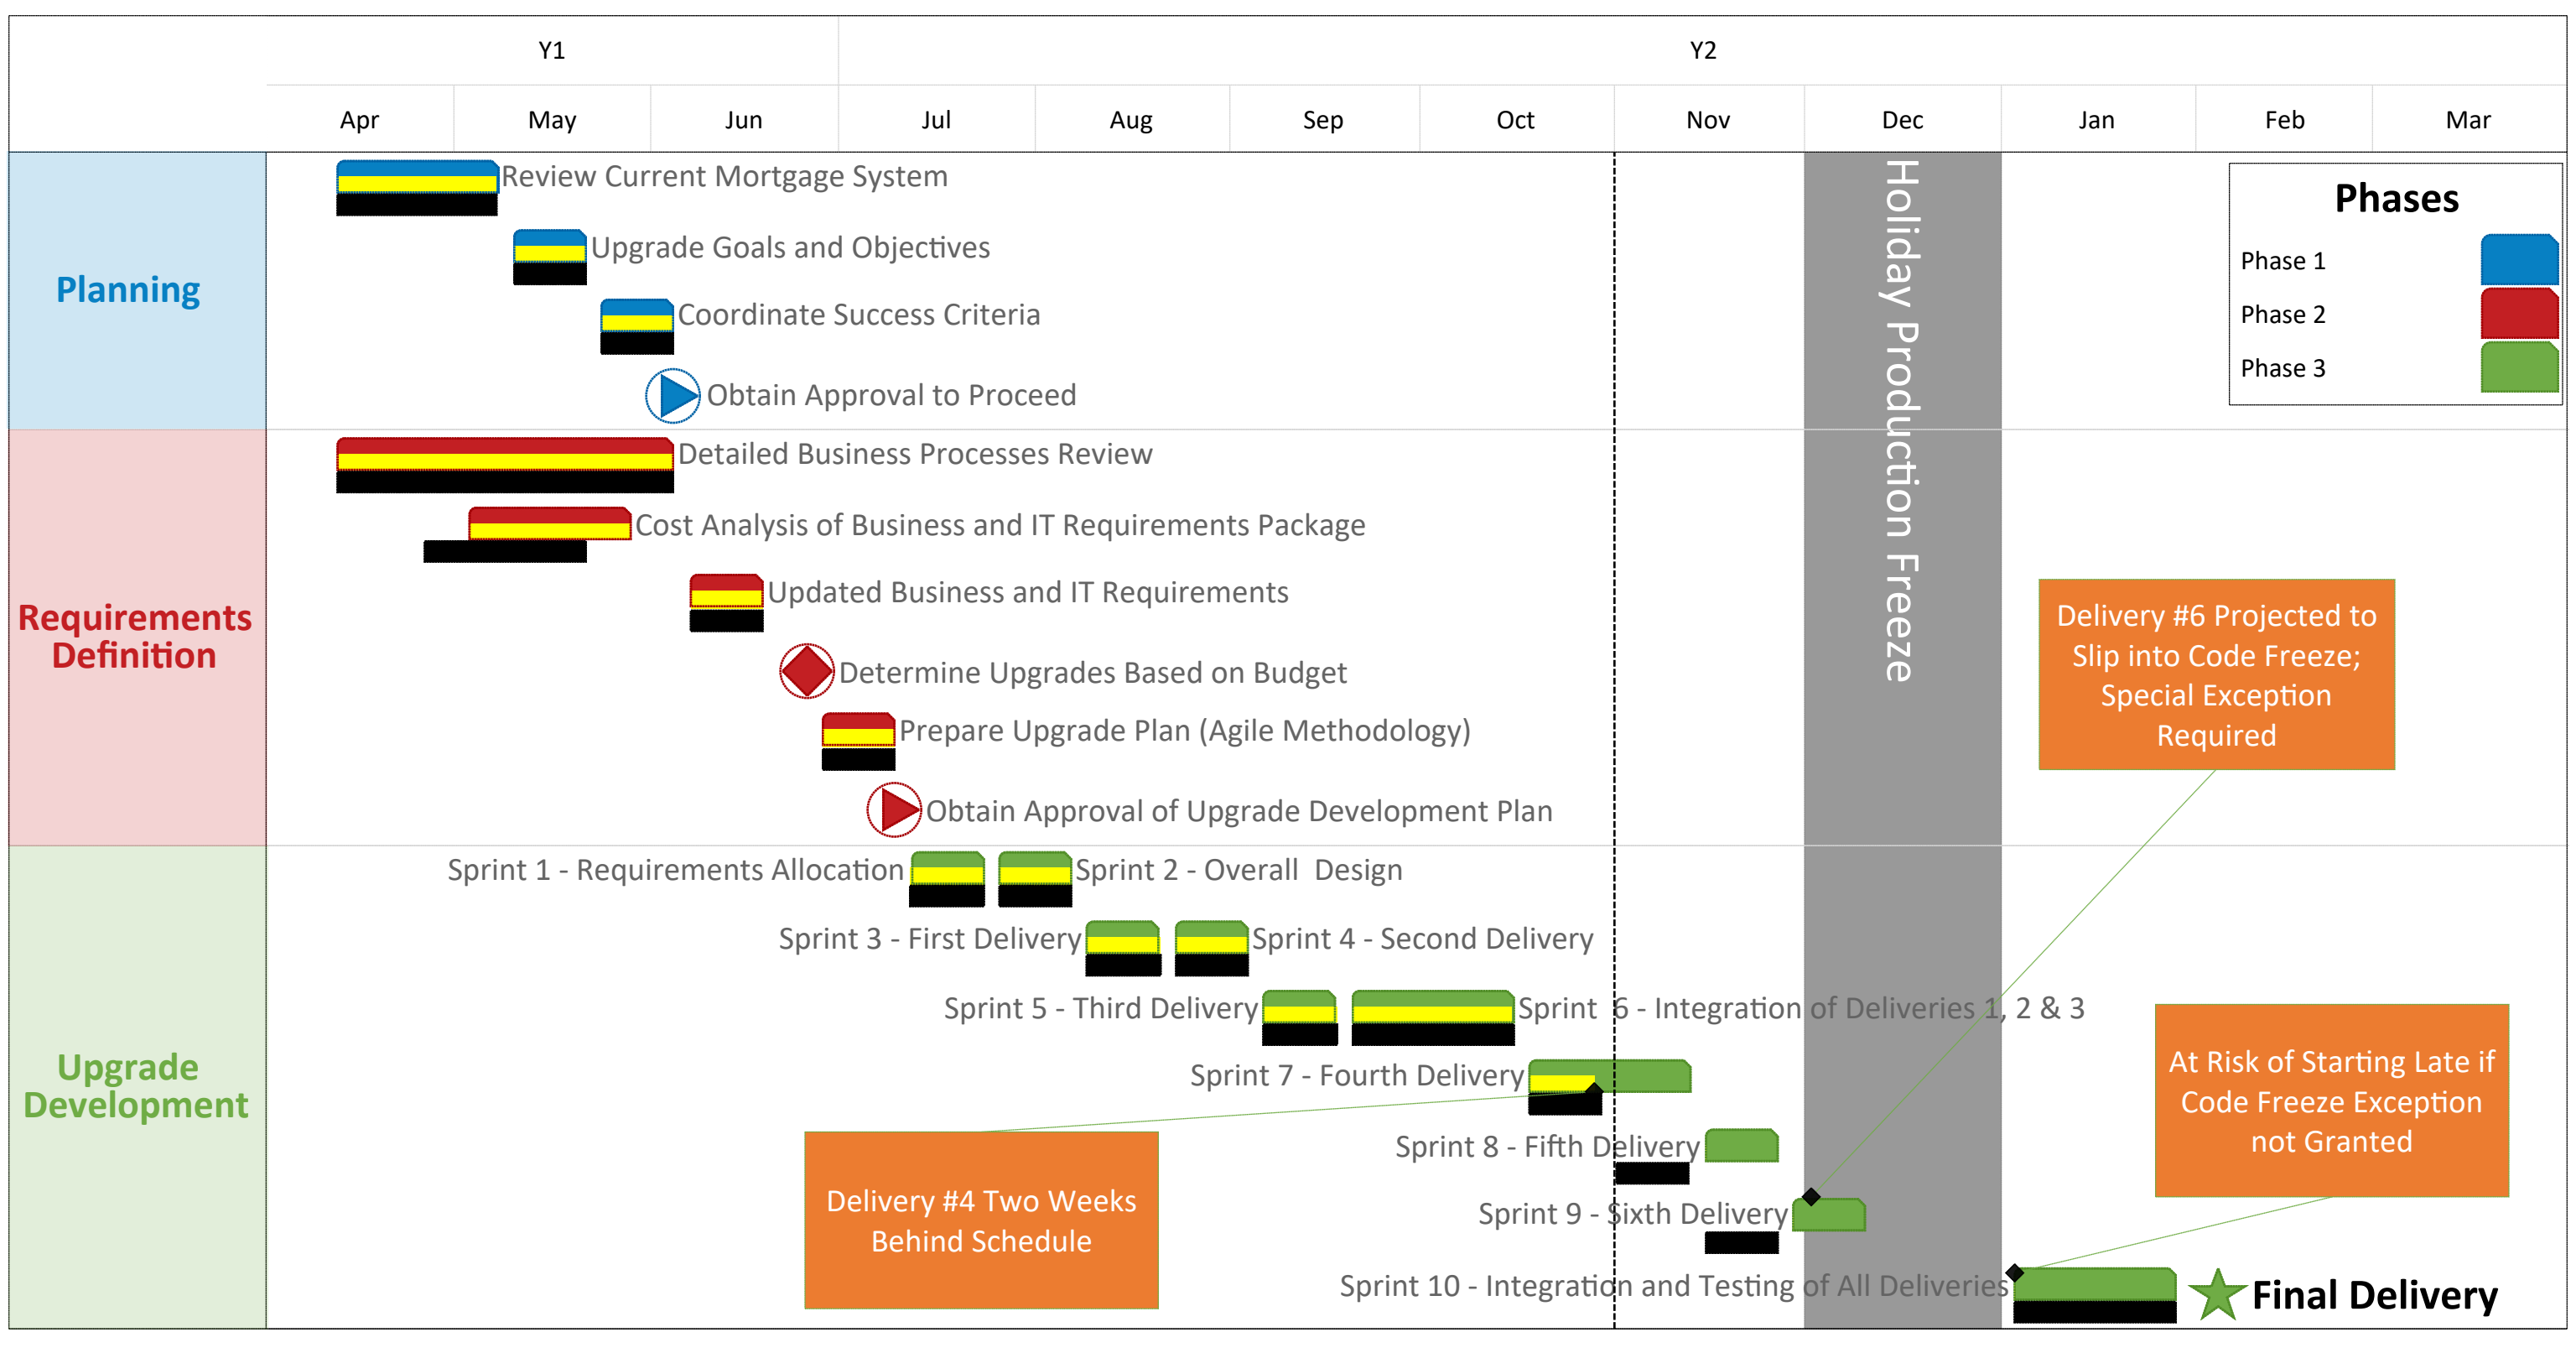 Y1
Y2
Apr
May
Jun
Jul
Aug
Sep
Oct
Nov
Dec
Jan
Feb
Mar
Planning
Review Current Mortgage System
Upgrade Goals and Objectives
Coordinate Success Criteria
Obtain Approval to Proceed
Holiday Production Freeze
Phases
Phase 1
Phase 2
Phase 3
Requirements
Definition
Detailed Business Processes Review
Cost Analysis of Business and IT Requirements Package
Updated Business and IT Requirements
Determine Upgrades Based on Budget
Prepare Upgrade Plan (Agile Methodology)
Obtain Approval of Upgrade Development Plan
Delivery #6 Projected to
Slip into Code Freeze;
Special Exception
Required
Upgrade
Development
Sprint 1 - Requirements Allocation
Sprint 2 - Overall  Design
Sprint 3 - First Delivery
Sprint 4 - Second Delivery
Sprint 5 - Third Delivery
Sprint  6 - Integration of Deliveries 1, 2 & 3
Sprint 7 - Fourth Delivery
Sprint 8 - Fifth Delivery
Sprint 9 - Sixth Delivery
Sprint 10 - Integration and Testing of All Deliveries
Delivery #4 Two Weeks
Behind Schedule
At Risk of Starting Late if
Code Freeze Exception
not Granted
Final Delivery